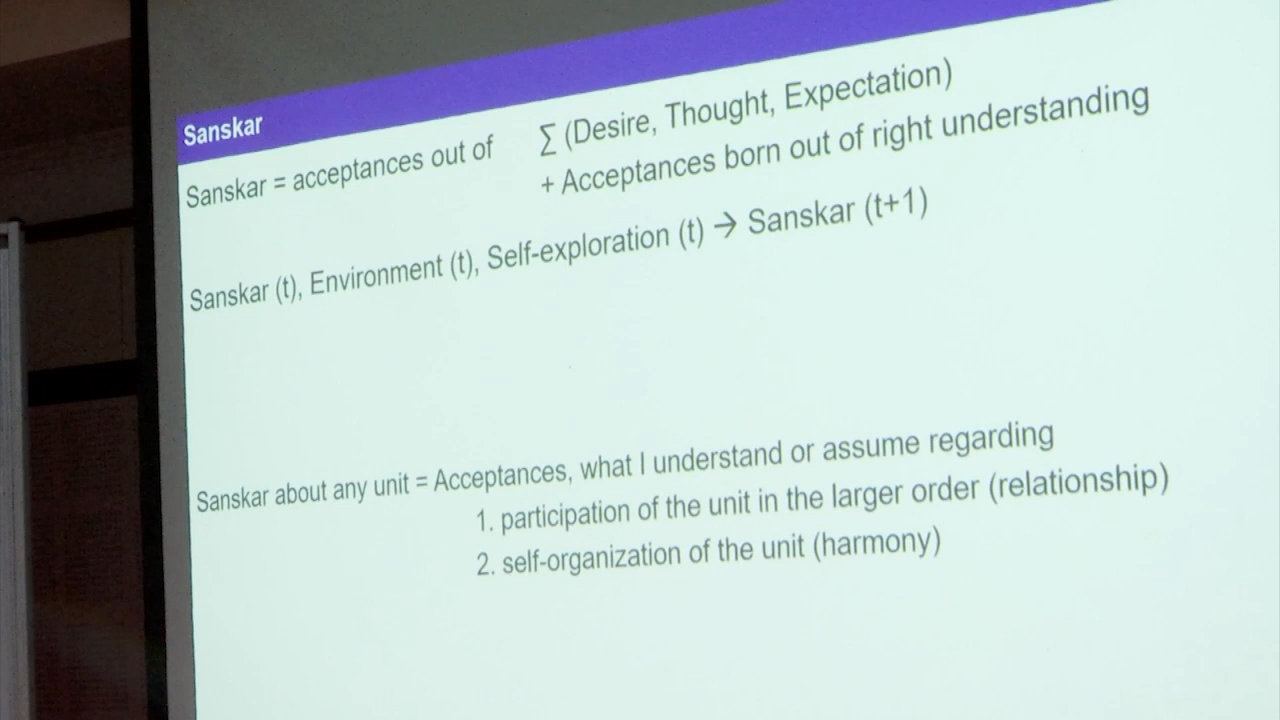 Sanskar
Sanskar = acceptances out of ∑ (Desire, Thought, Expectation)
+ Acceptances born out of right understanding
Sanskar (t), Environment (t), Self-exploration (t) → Sanskar (t+1)
Sanskar about any unit = Acceptances, what I understand or assume regarding
1. participation of the unit in the larger order (relationship)
2. self-organization of the unit (harmony)